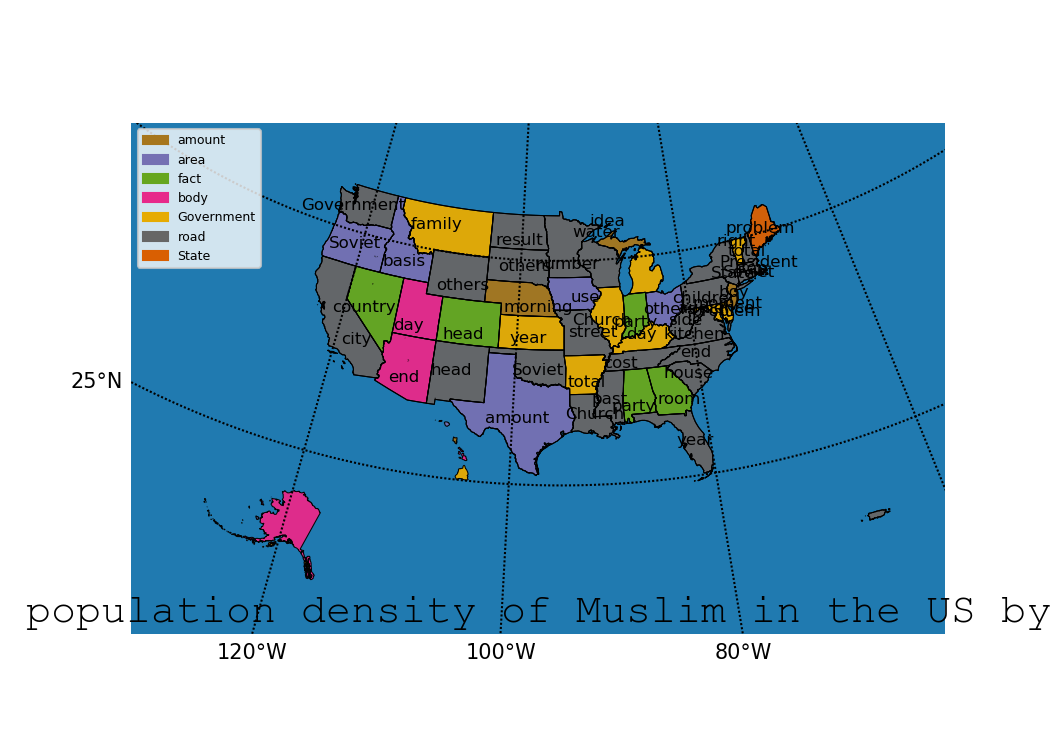 amount
area
fact
body
Government
road
State
Government
family
idea
water
problem
right
total
Soviet
result
basis
others
number
President
others
morning
use
children
boy
country
day
head
year
Church
street
party
day
side
kitchen
city
end
head
Soviet
total
cost
end
house
amount
past
party
Church
room
year
25°N
population density of Muslim in the US by
120°W
100°W
80°W